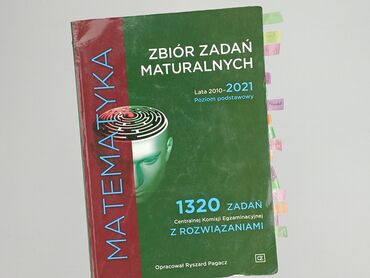 MATEMATYKA
ZBIÓR ZADAŃ
MATURALNYCH
Lata 2010-2021
Poziom podstawowy
1320 ZADAŃ
Centralnej Komisji Egzaminacyjnej
Z ROZWIĄZANIAMI
Opracował Ryszard Pagacz